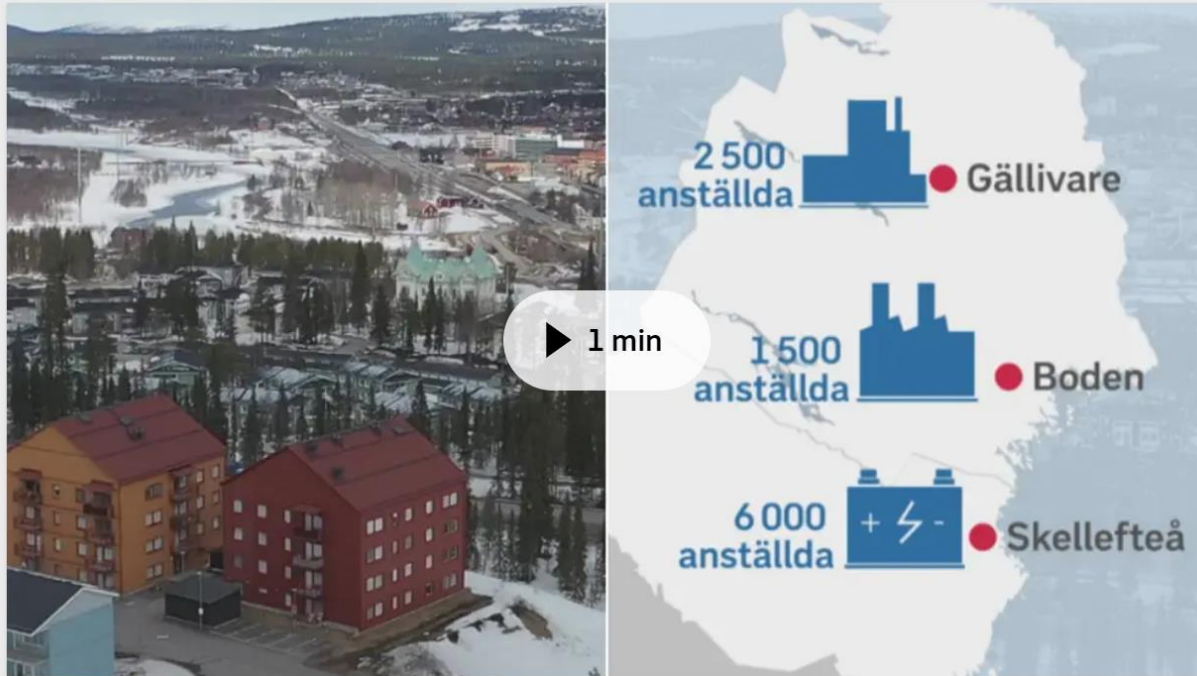 2 500
anställda
Gällivare
1 min
1 500
anställda
Boden
6 000
anställda
+ -
Skellefteå